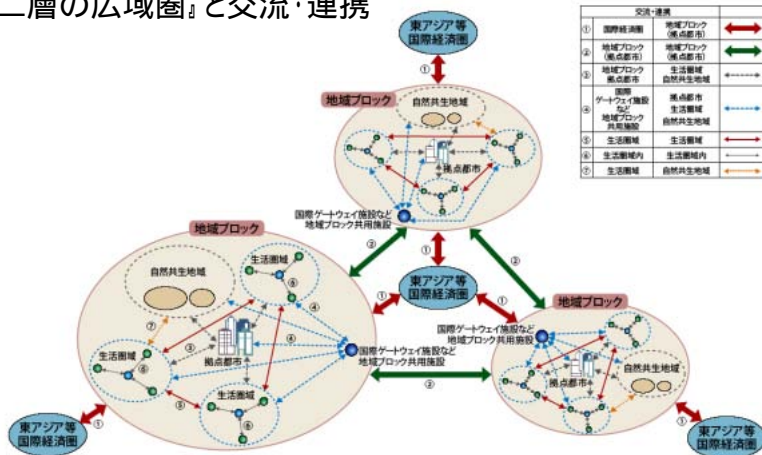 二層の広域圏』と交流・連携
交流・連携
① 国際経済圏 地域ブロック(拠点都市)
② 地域ブロック(拠点都市) 地域ブロック(拠点都市)
③ 地域ブロック拠点都市 生活圏域 自然共生地域
④ 国際ゲートウェイ施設など地域ブロック共用施設 拠点都市 生活圏域 自然共生地域
⑤ 生活圏域 生活圏域
⑥ 生活圏域内 生活圏域内
⑦ 生活圏域 自然共生地域
東アジア等
国際経済圏
①
地域ブロック
自然共生地域
拠点都市
国際ゲートウェイ施設など
地域ブロック共用施設
②
①
②
東アジア等
国際経済圏
①
①
地域ブロック
生活圏域
自然共生地域
⑥
④
⑦
③
④
拠点都市
生活圏域
⑥
⑤
生活圏域
⑥
国際ゲートウェイ施設など
地域ブロック共用施設
②
地域ブロック
国際ゲートウェイ施設など
地域ブロック共用施設
拠点都市
自然共生地域
東アジア等
国際経済圏
①
①
東アジア等
国際経済圏